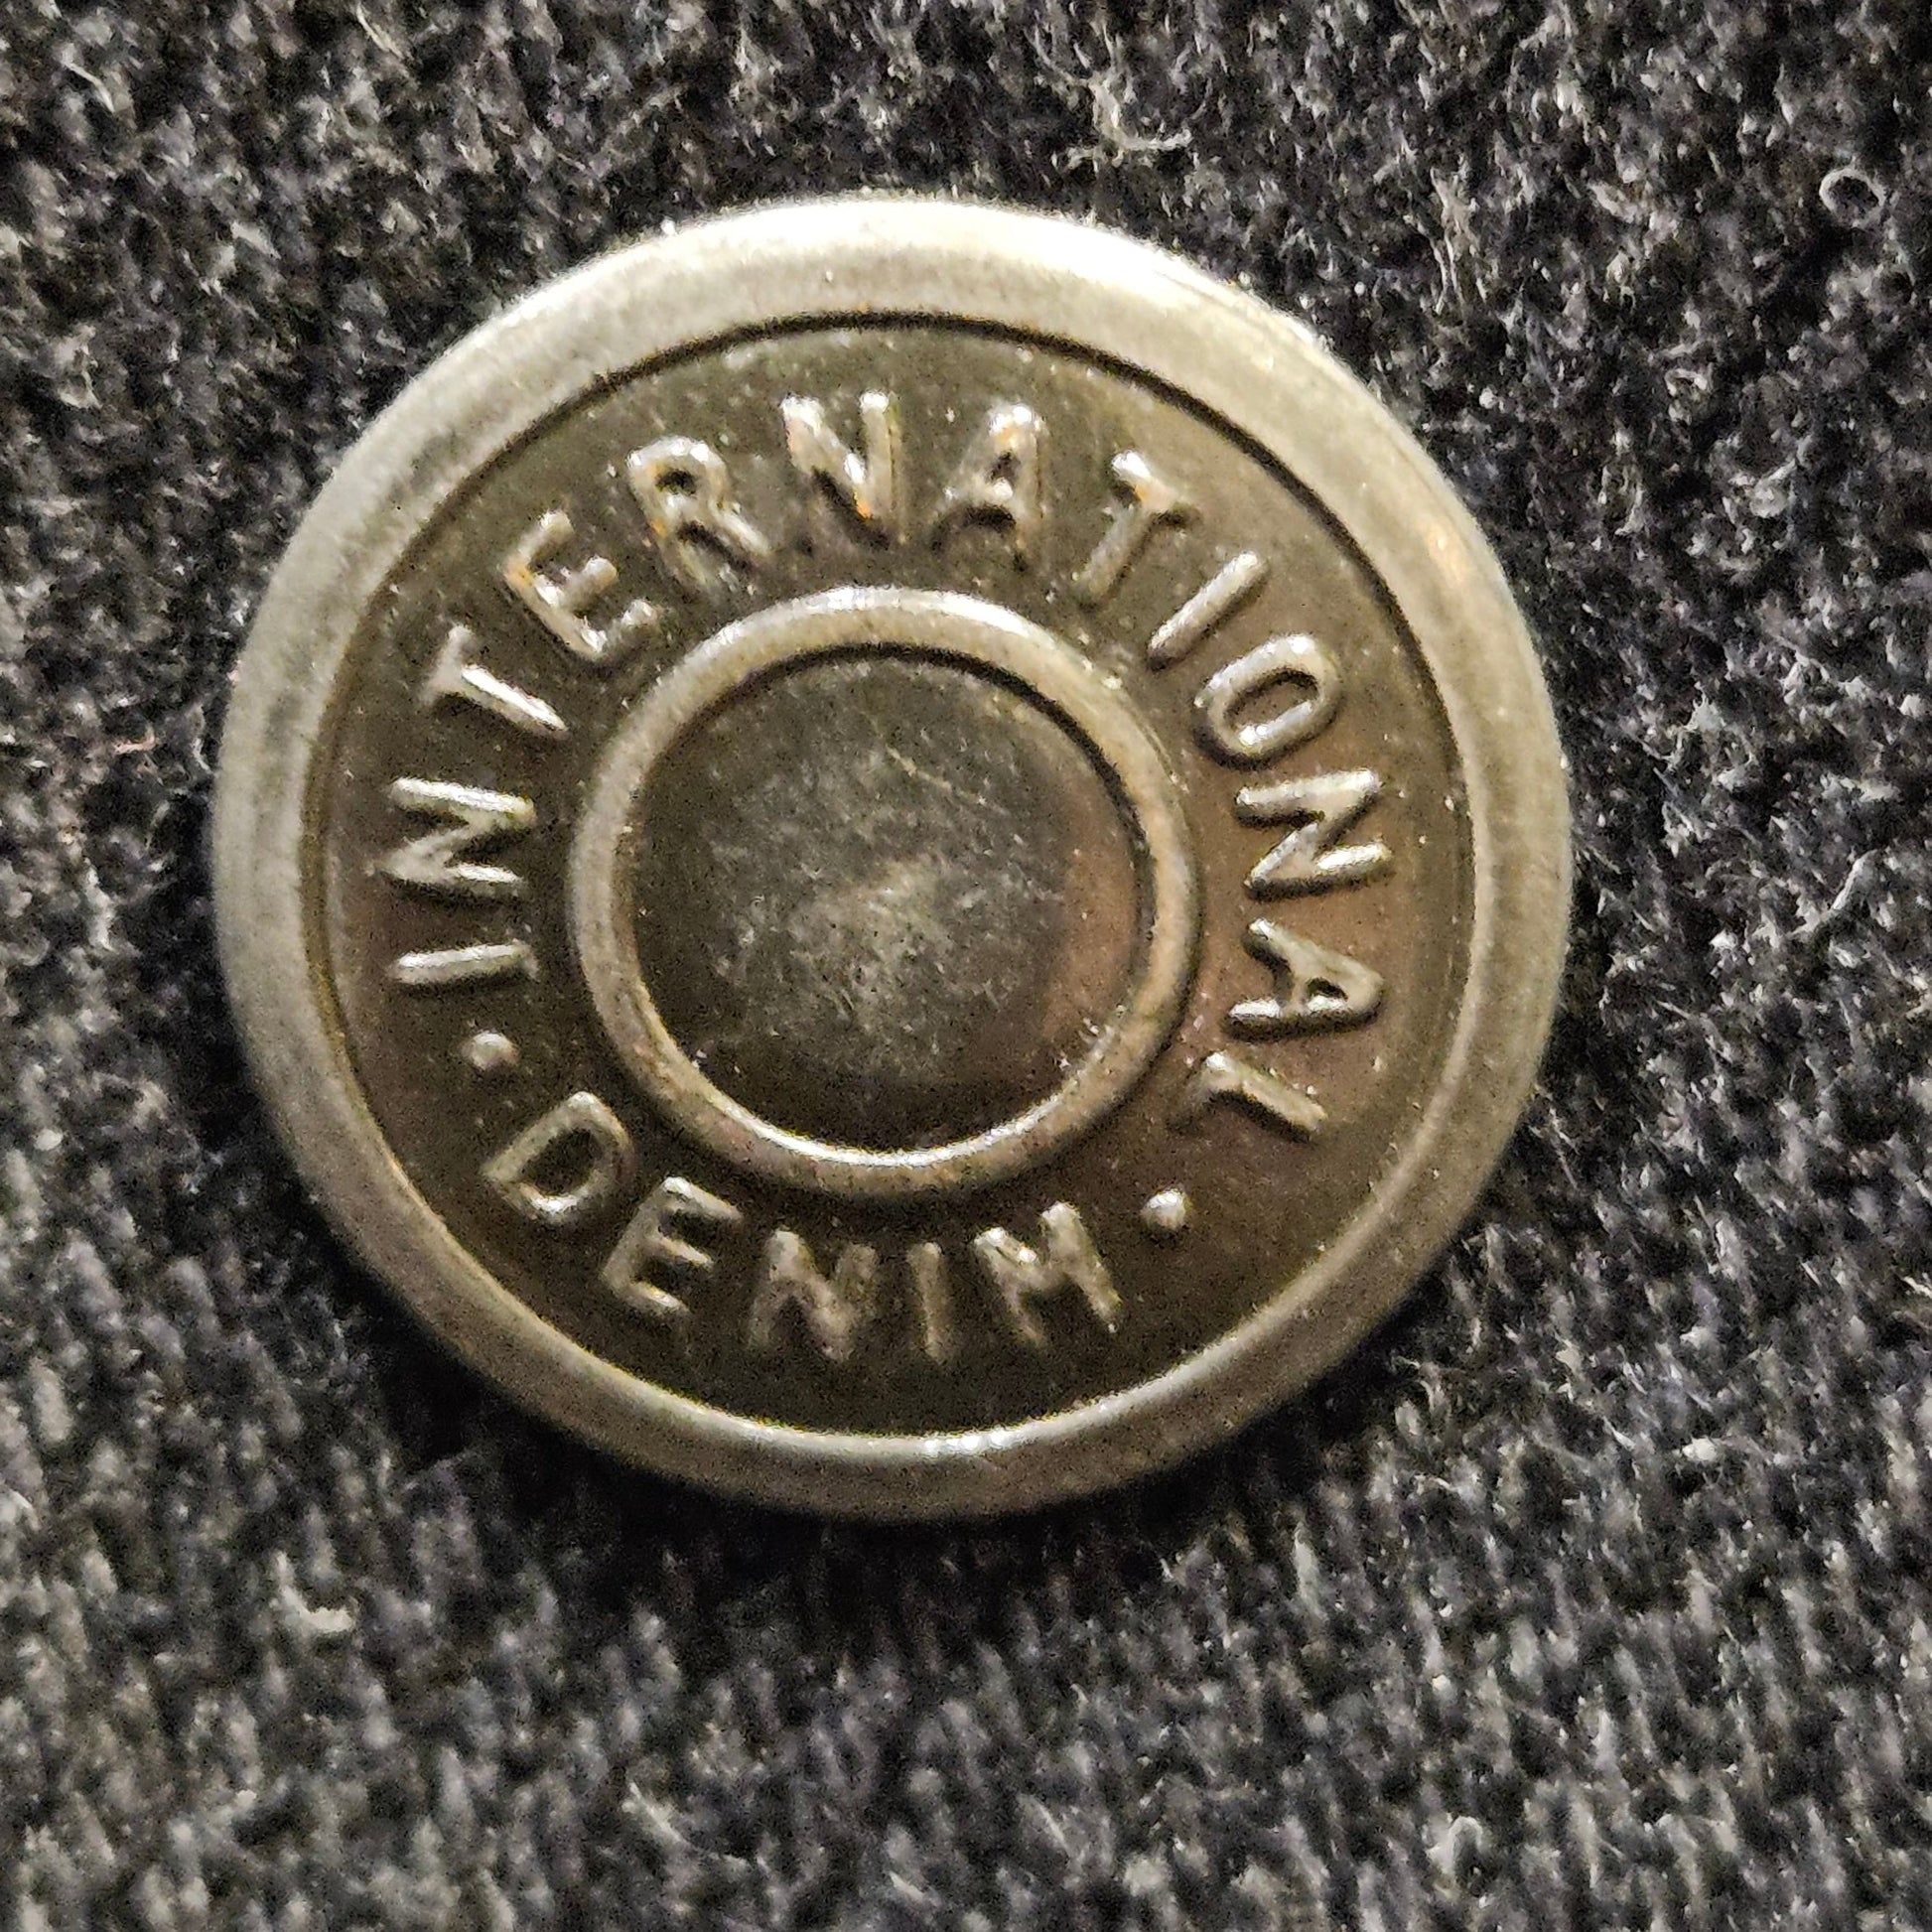 INTERNATIONAL
· DENIM ·